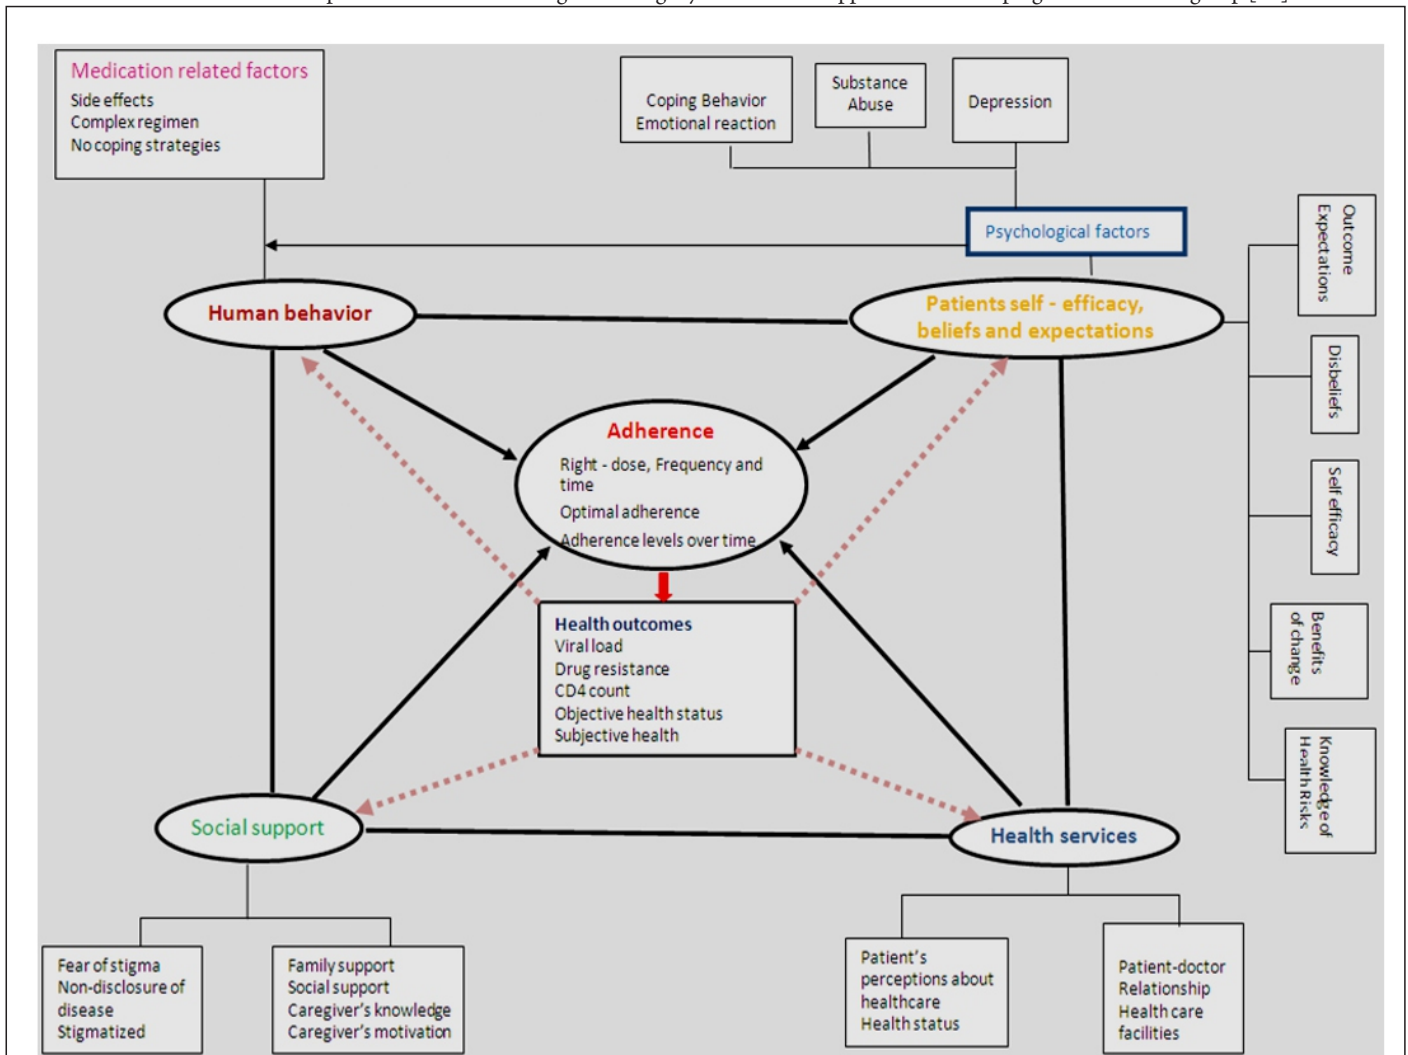 Medication related factors
Side effects
Complex regimen
No coping strategies
Coping Behavior
Emotional reaction
Substance
Abuse
Depression
Psychological factors
Outcome
Expectations
Human behavior
Patients self - efficacy,
beliefs and expectations
Disbeliefs
Adherence
Right - dose, Frequency and
time
Optimal adherence
Adherence levels over time
Self efficacy
Health outcomes
Viral load
Drug resistance
CD4 count
Objective health status
Subjective health
Benefits
of change
Knowledge of
Health Risks
Social support
Health services
Fear of stigma
Non-disclosure of
disease
Stigmatized
Family support
Social support
Caregiver's knowledge
Caregiver's motivation
Patient's
perceptions about
healthcare
Health status
Patient-doctor
Relationship
Health care
facilities